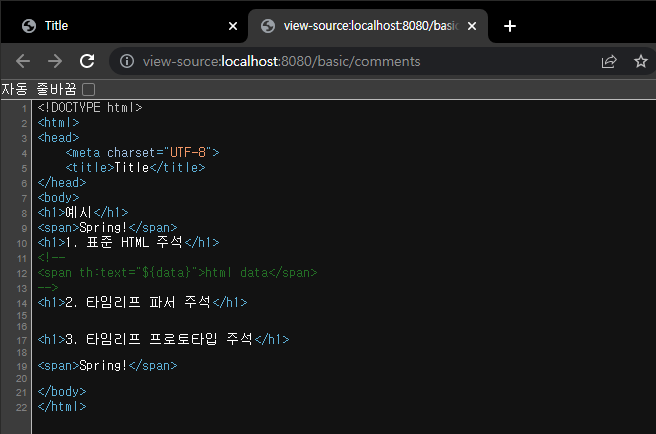 Title
view-source:localhost:8080/basic
view-source:localhost:8080/basic/comments
자동 줄바꿈
1 <!DOCTYPE html>
2 <html>
3 <head>
4     <meta charset="UTF-8">
5     <title>Title</title>
6 </head>
7 <body>
8 <h1>예시</h1>
9 <span>Spring!</span>
10 <h1>1. 표준 HTML 주석</h1>
11 <!--
12 <span th:text="${data}">html data</span>
13 -->
14 <h1>2. 타임리프 파서 주석</h1>
15
16
17 <h1>3. 타임리프 프로토타입 주석</h1>
18
19 <span>Spring!</span>
20
21 </body>
22 </html>